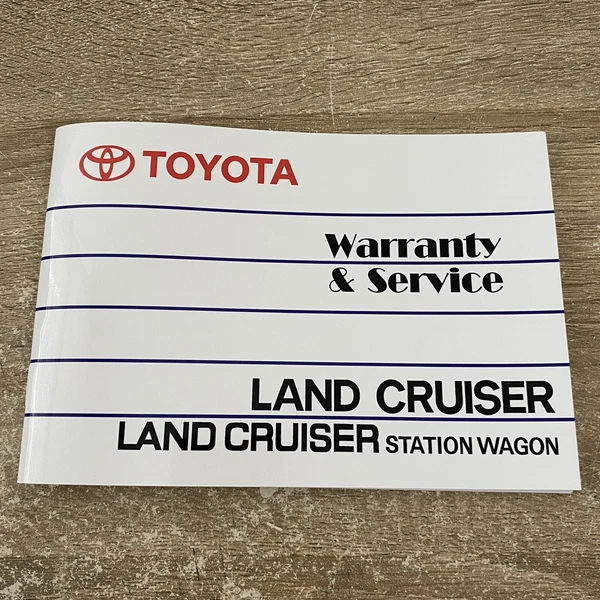 TOYOTA
Warranty
& Service
LAND CRUISER
LAND CRUISER STATION WAGON